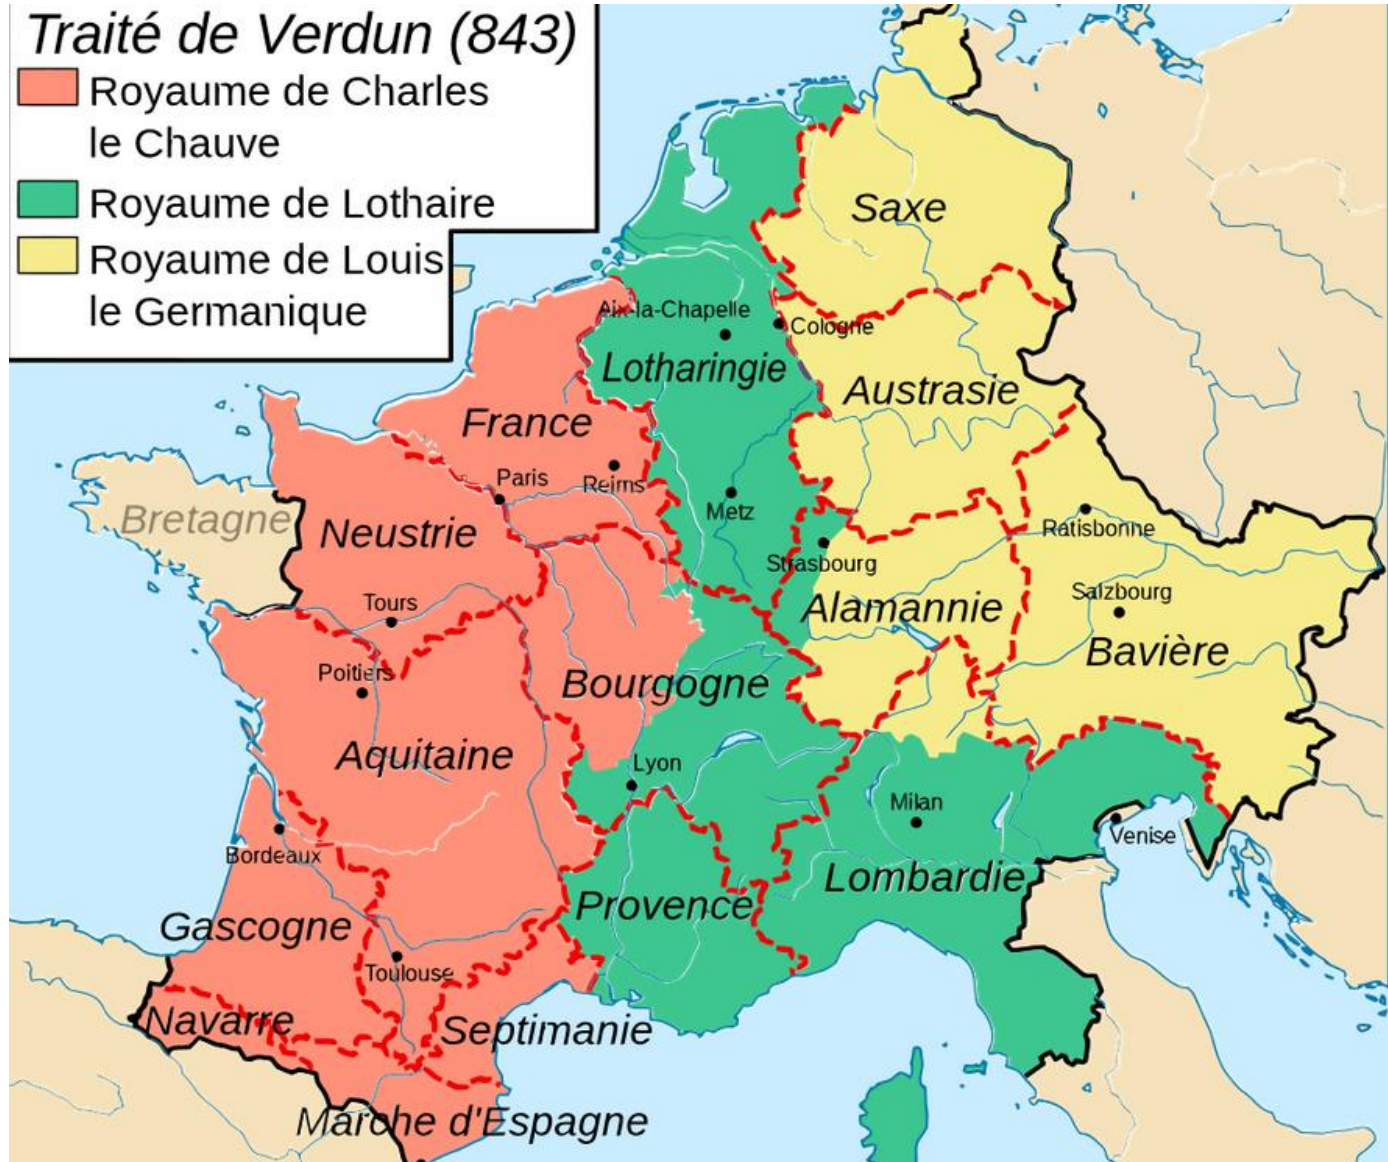 Traité de Verdun (843)
Royaume de Charles
le Chauve
Royaume de Lothaire
Royaume de Louis
le Germanique
Saxe
Aix-la-Chapelle
Cologne
Lotharingie
Austrasie
France
Paris
Reims
Metz
Bretagne
Neustrie
Ratisbonne
Strasbourg
Tours
Alamannie
Salzbourg
Bavière
Poitiers
Bourgogne
Aquitaine
Lyon
Milan
Venise
Bordeaux
Lombardie
Provence
Gascogne
Toulouse
Navarre
Septimanie
Marche d'Espagne